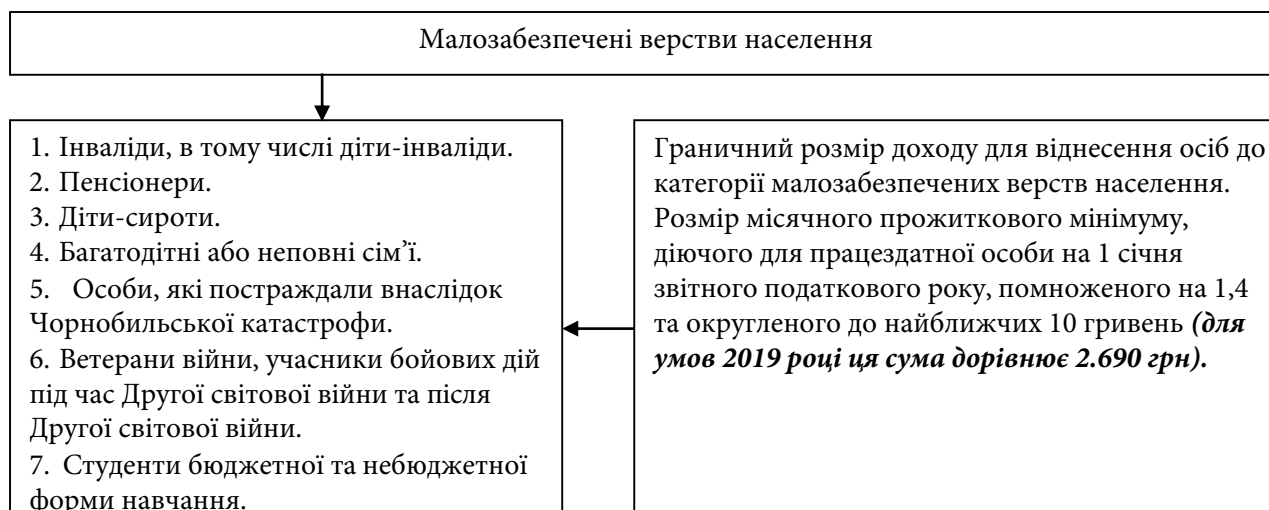 Малозабезпечені верстви населення
1. Інваліди, в тому числі діти-інваліди.
2. Пенсіонери.
3. Діти-сироти.
4. Багатодітні або неповні сім’ї.
5. Особи, які постраждали внаслідок
Чорнобильської катастрофи.
6. Ветерани війни, учасники бойових дій
під час Другої світової війни та після
Другої світової війни.
7. Студенти бюджетної та небюджетної
форми навчання.
Граничний розмір доходу для віднесення осіб до
категорії малозабезпечених верств населення.
Розмір місячного прожиткового мінімуму,
діючого для працездатної особи на 1 січня
звітного податкового року, помноженого на 1,4
та округленого до найближчих 10 гривень (для
умов 2019 році ця сума дорівнює 2.690 грн).